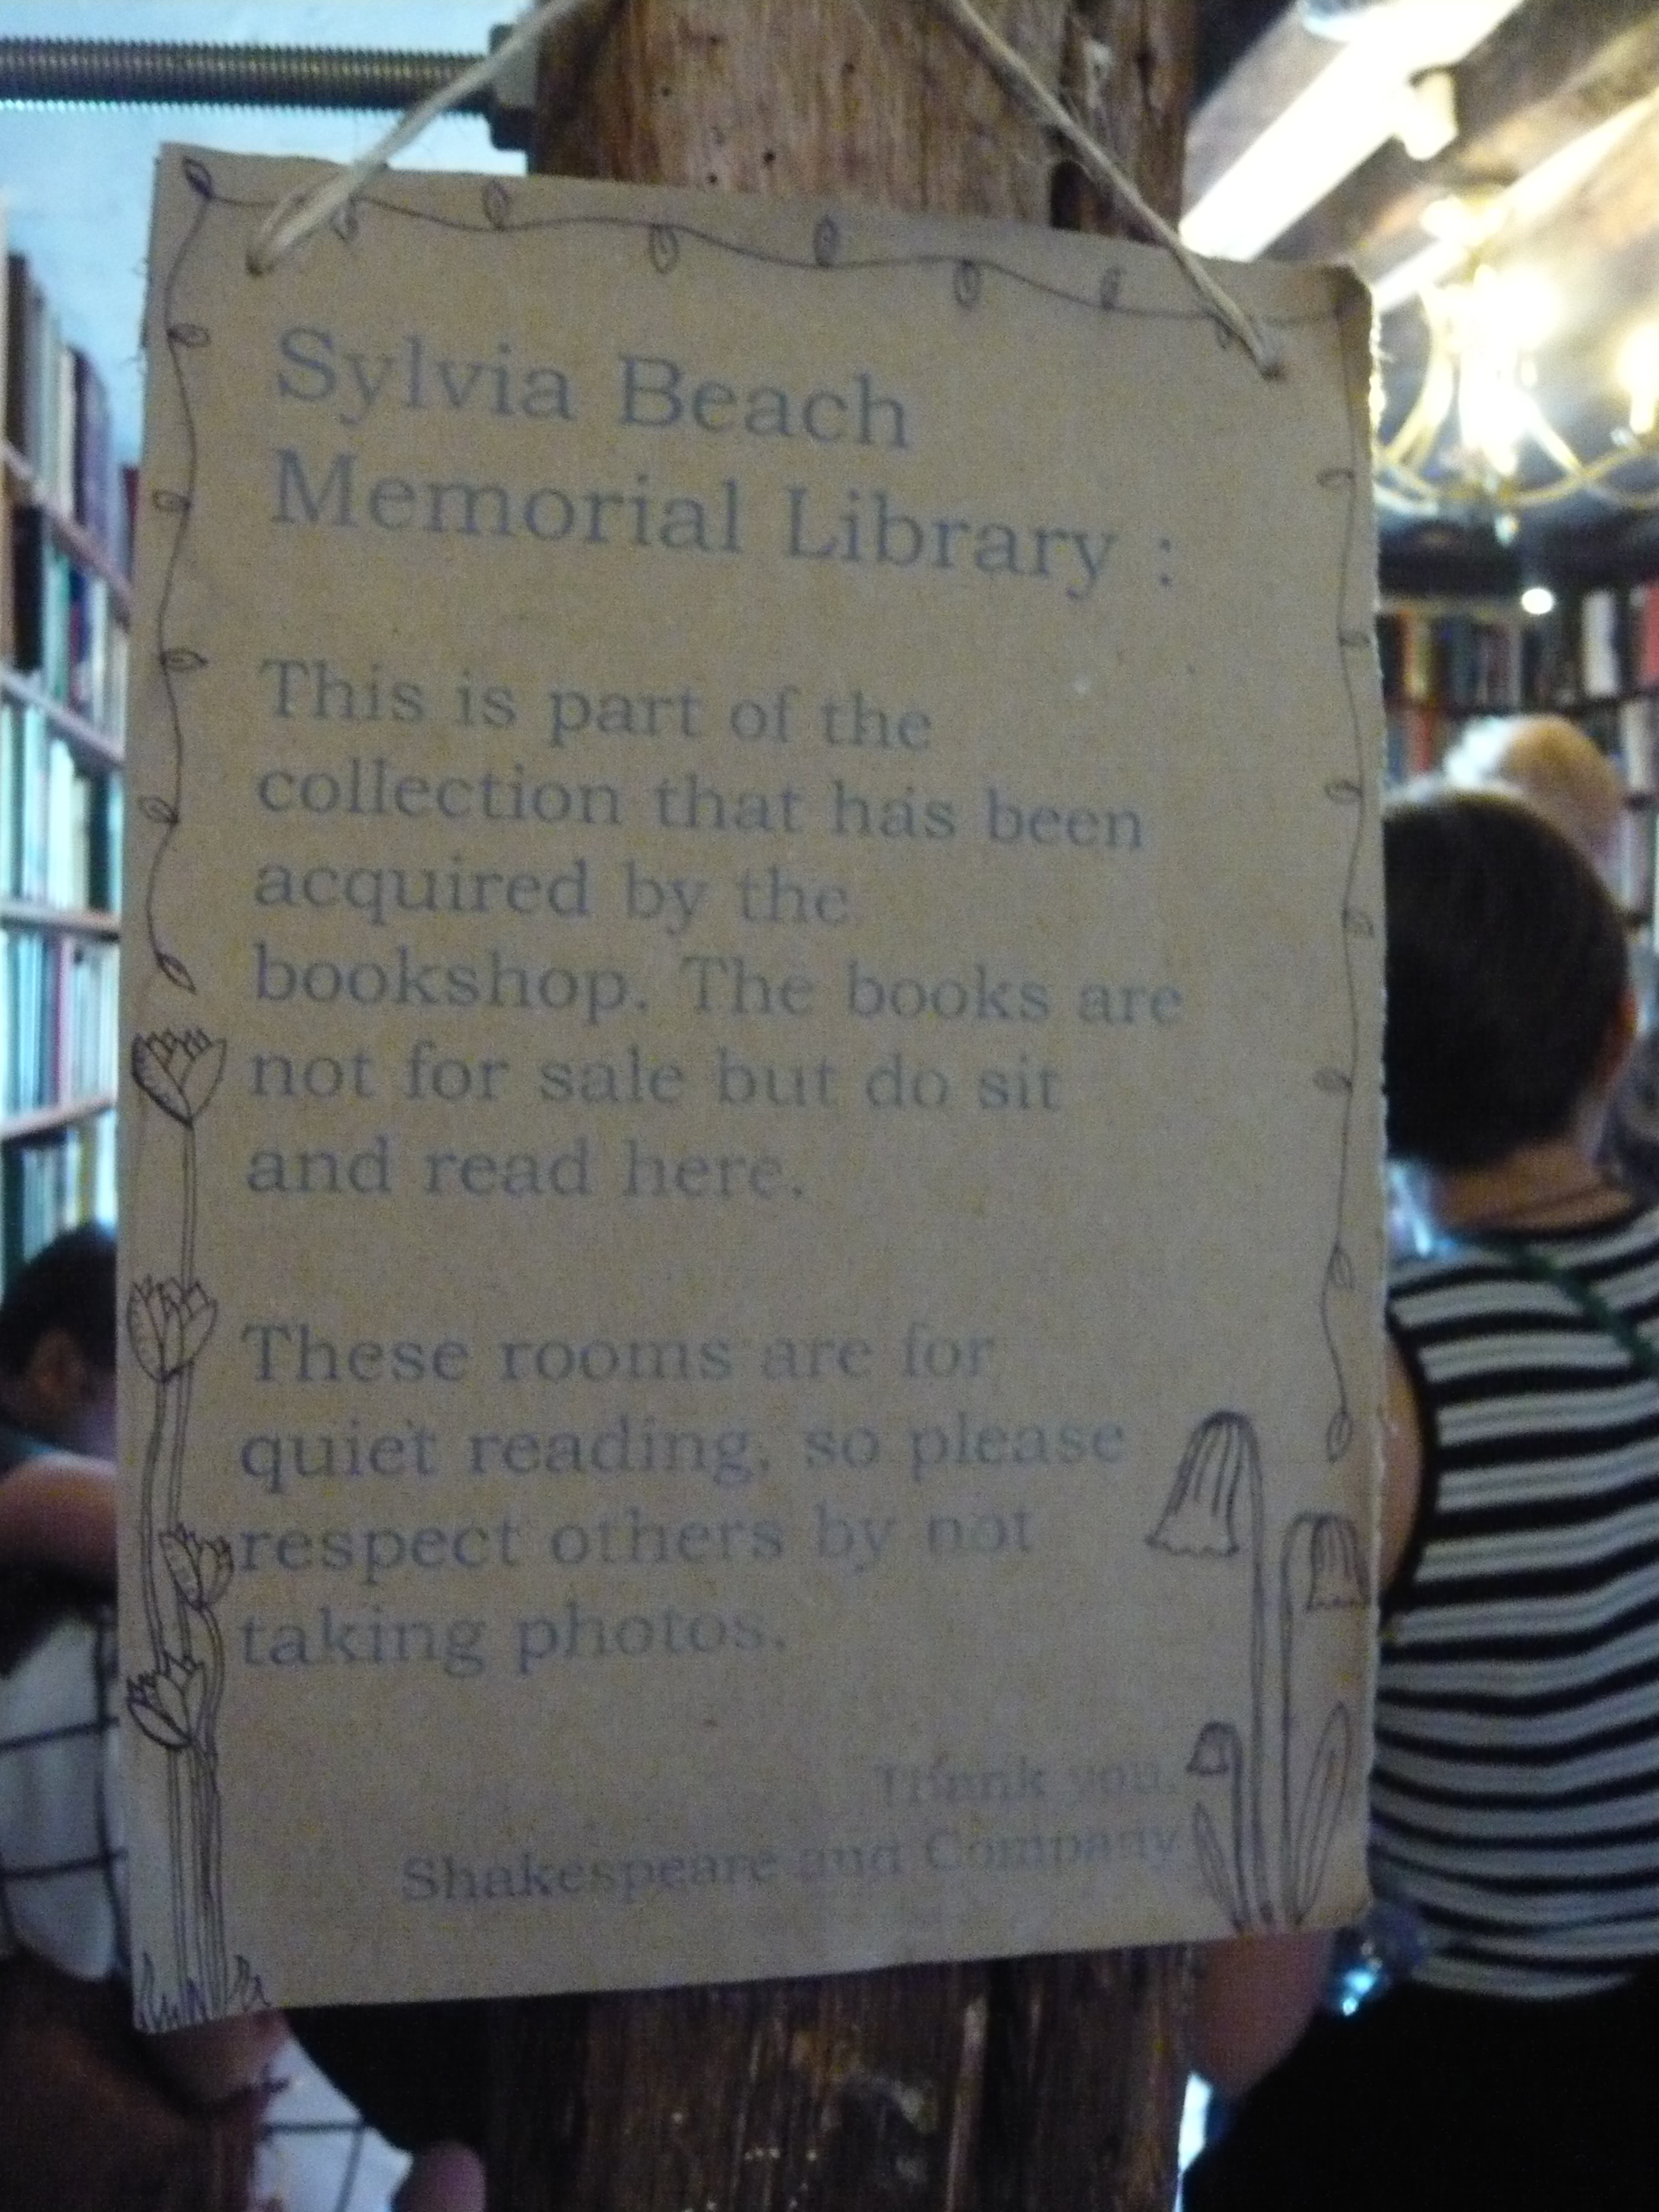 Sylvia Beach
Memorial Library :
This is part of the
collection that has been
acquired by the
bookshop. The books are
not for sale but do sit
and read here.
These rooms are for
quiet reading, so please
respect others by not
taking photos.
Thank you,
Shakespeare and Company